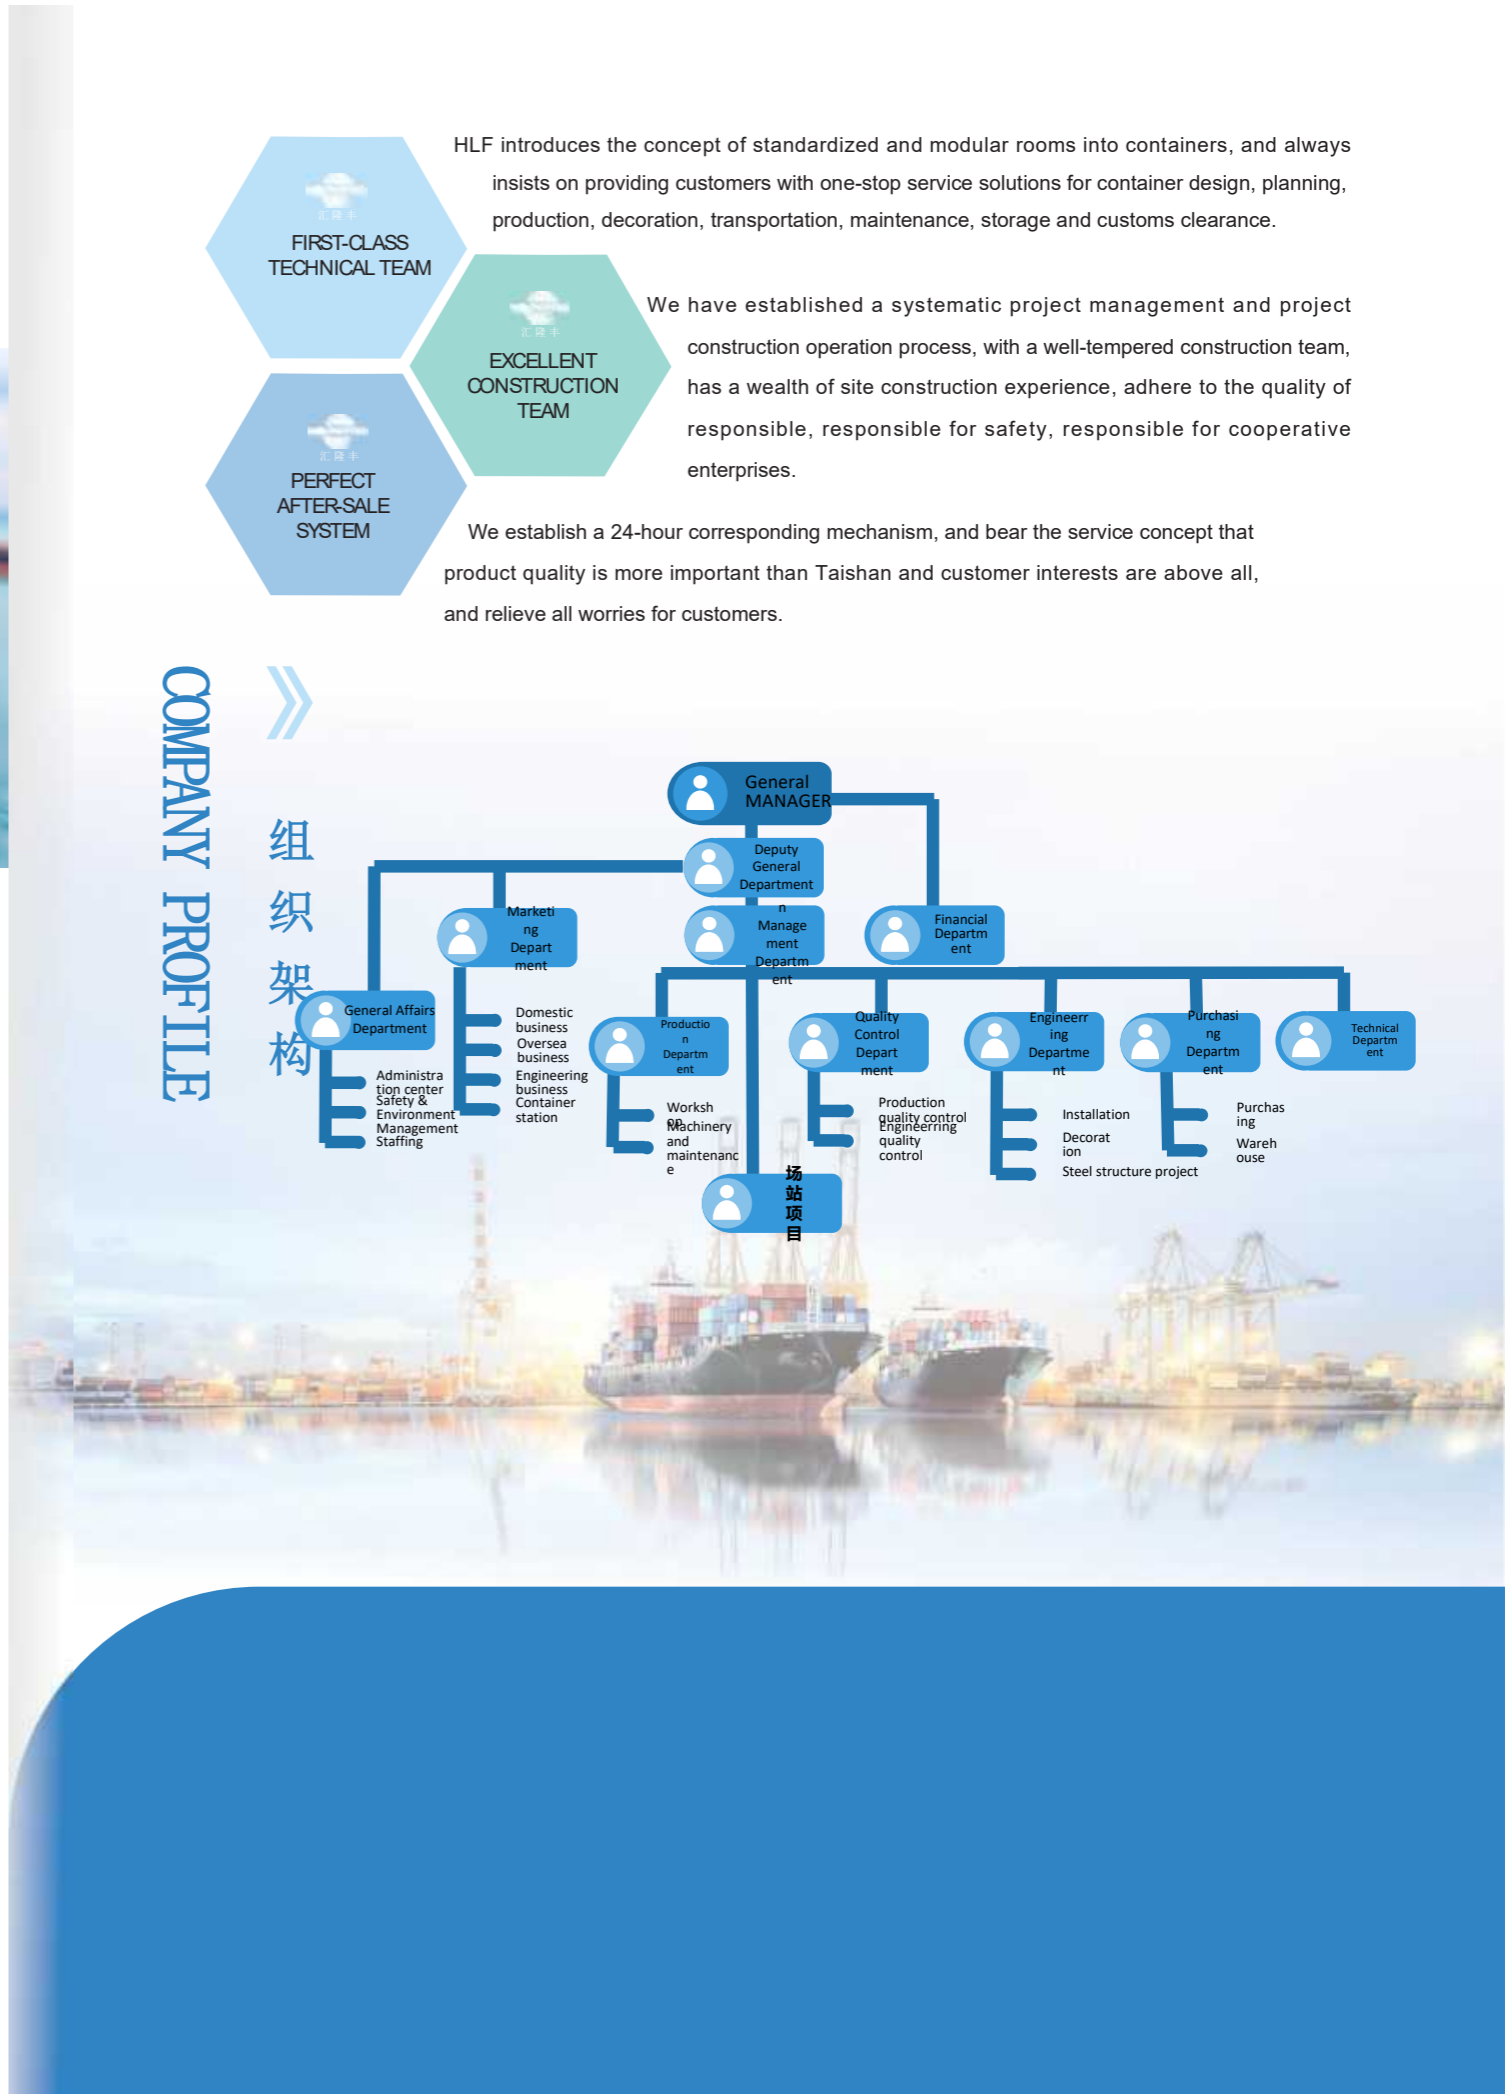 汇隆丰
FIRST-CLASS
TECHNICAL TEAM
HLF introduces the concept of standardized and modular rooms into containers, and always
insists on providing customers with one-stop service solutions for container design, planning,
production, decoration, transportation, maintenance, storage and customs clearance.
汇隆丰
EXCELLENT
CONSTRUCTION
TEAM
We have established a systematic project management and project
construction operation process, with a well-tempered construction team,
has a wealth of site construction experience, adhere to the quality of
responsible, responsible for safety, responsible for cooperative
enterprises.
汇隆丰
PERFECT
AFTER-SALE
SYSTEM
We establish a 24-hour corresponding mechanism, and bear the service concept that
product quality is more important than Taishan and customer interests are above all,
and relieve all worries for customers.
COMPANY PROFILE
组织架构
General
MANAGER
Deputy
General
Department
n
Manage
ment
Departm
ent
Financial
Departm
ent
Marketi
ng
Depart
ment
Domestic
business
Oversea
business
Engineering
business
Container
station
General Affairs
Department
Administra
tion center
Safety &
Environment
Management
Staffing
Productio
n
Departm
ent
Worksh
op
Machinery
and
maintenanc
e
Quality
Control
Depart
ment
Production
quality control
Engineerring
quality
control
Engineerr
ing
Departme
nt
Installation
Decorat
ion
Steel structure project
Purchasi
ng
Departm
ent
Purchas
ing
Wareh
ouse
Technical
Departm
ent
场
站
项
目